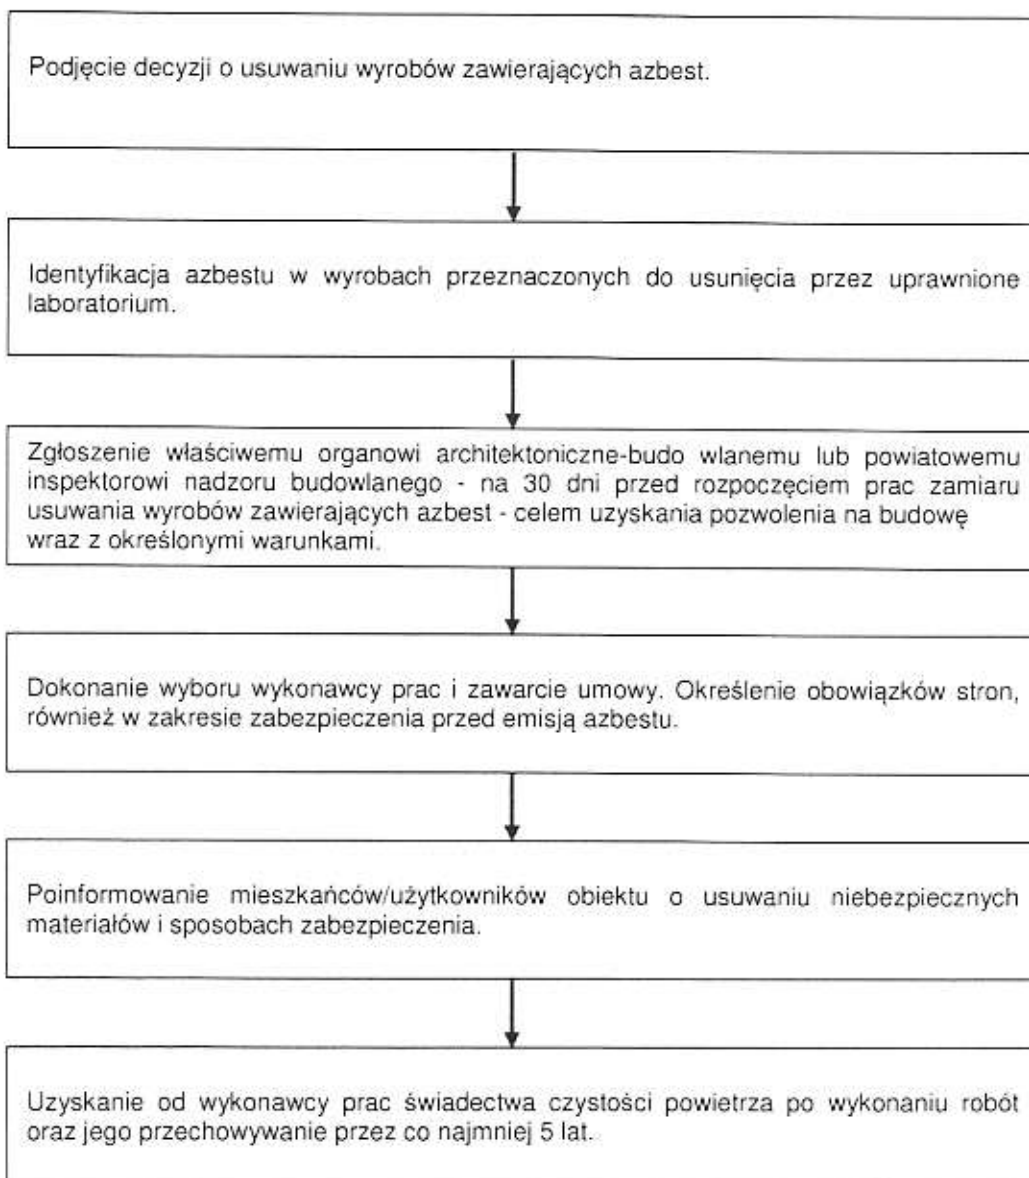 Podjęcie decyzji o usuwaniu wyrobów zawierających azbest.
Identyfikacja azbestu w wyrobach przeznaczonych do usunięcia przez uprawnione
laboratorium.
Zgłoszenie właściwemu organowi architektoniczne-budo wlanemu lub powiatowemu
inspektorowi nadzoru budowlanego - na 30 dni przed rozpoczęciem prac zamiaru
usuwania wyrobów zawierających azbest - celem uzyskania pozwolenia na budowę
wraz z określonymi warunkami.
Dokonanie wyboru wykonawcy prac i zawarcie umowy. Określenie obowiązków stron,
również w zakresie zabezpieczenia przed emisją azbestu.
Poinformowanie mieszkańców/użytkowników obiektu o usuwaniu niebezpiecznych
materiałów i sposobach zabezpieczenia.
Uzyskanie od wykonawcy prac świadectwa czystości powietrza po wykonaniu robót
oraz jego przechowywanie przez co najmniej 5 lat.